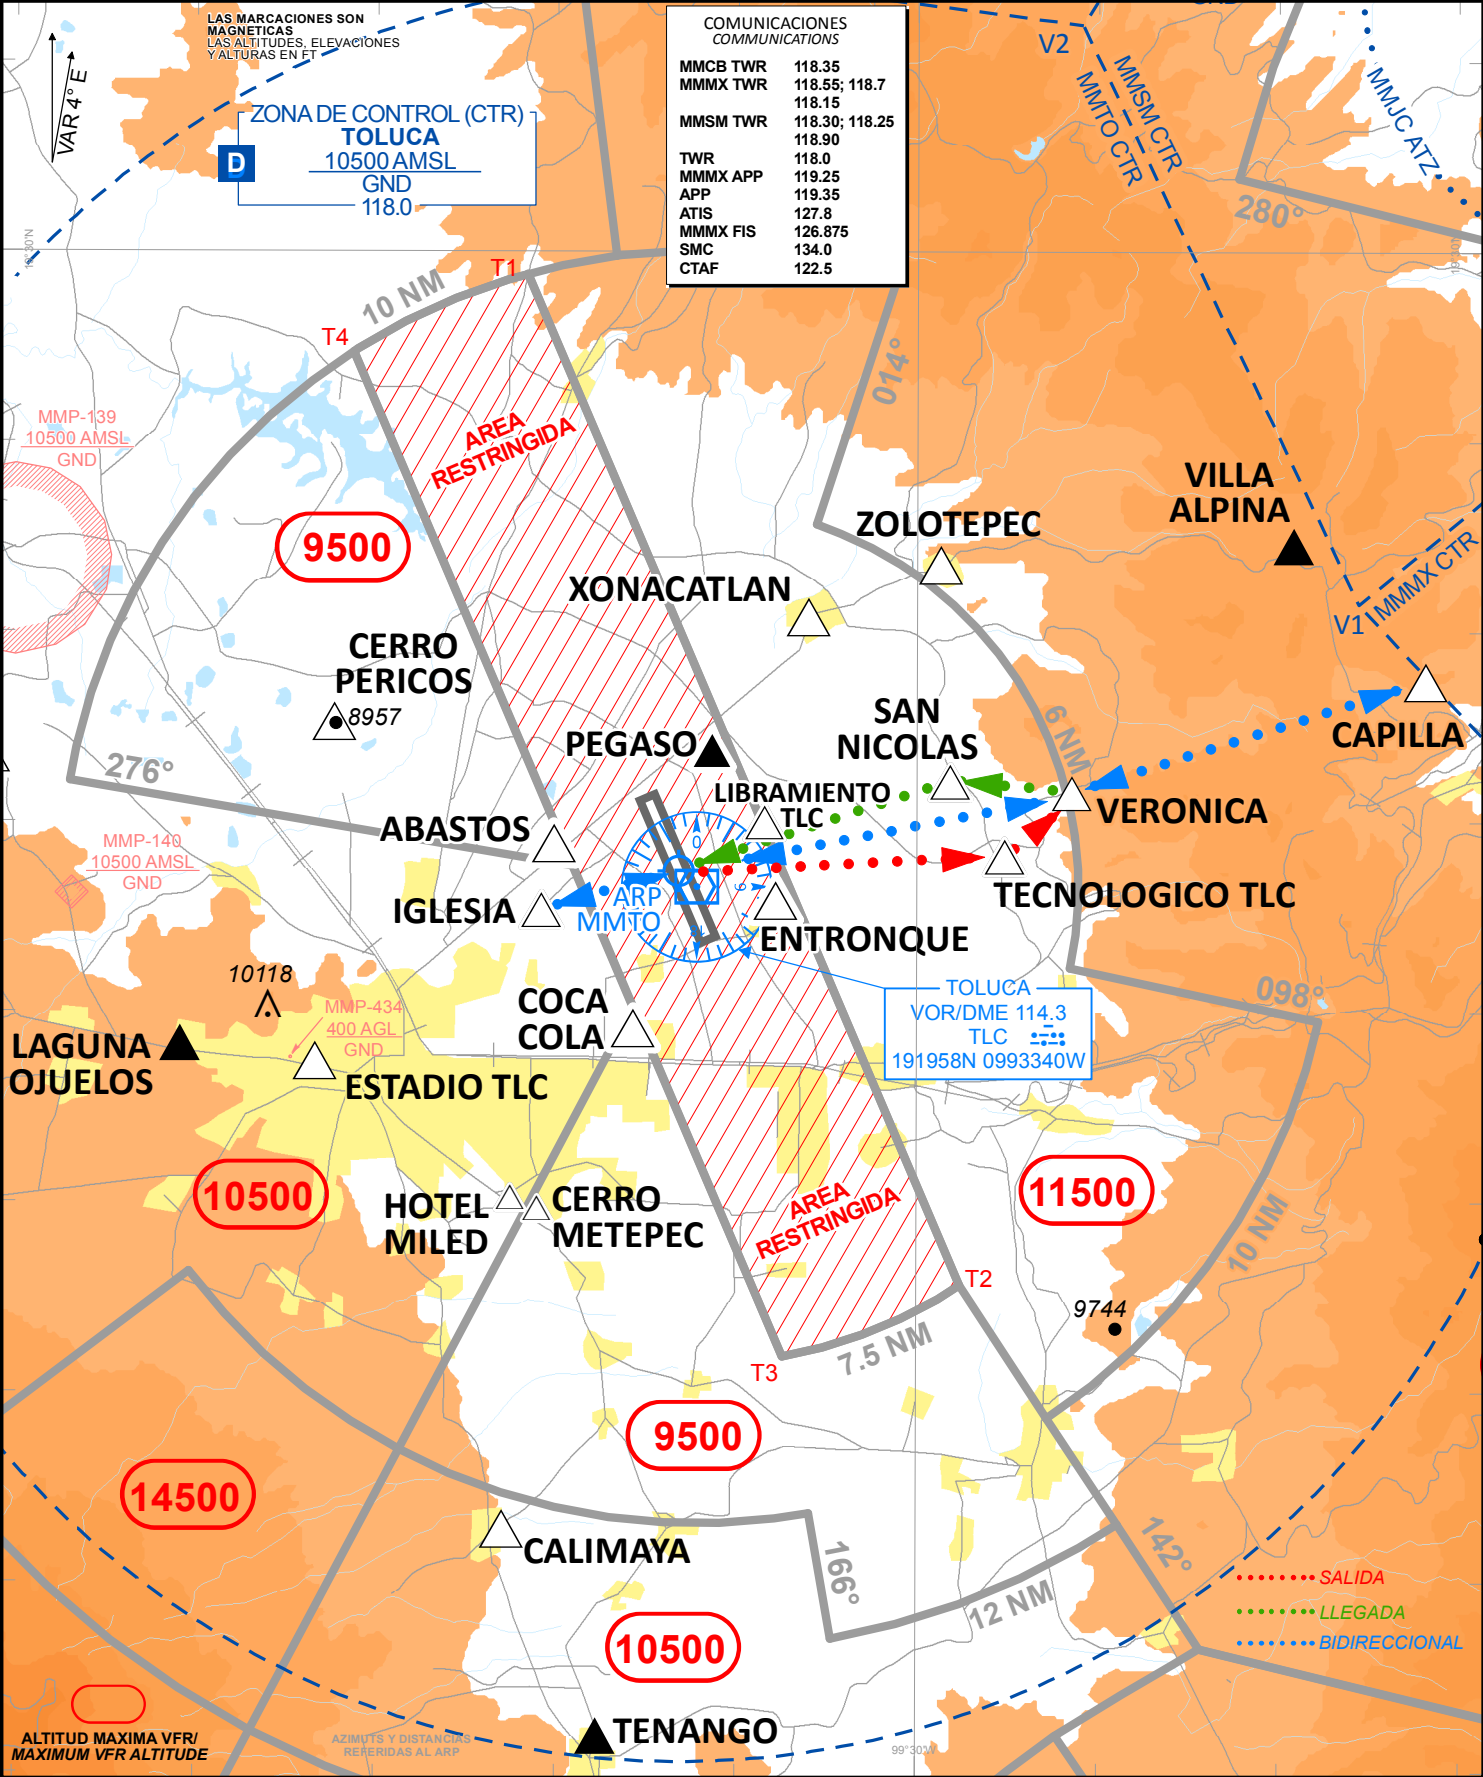 LAS MARCACIONES SON
MAGNETICAS
LAS ALTITUDES, ELEVACIONES
Y ALTURAS EN FT
VAR 4° E
ZONA DE CONTROL (CTR)
TOLUCA
10500 AMSL
GND
118.0
D
COMUNICACIONES
COMMUNICATIONS
MMCB TWR 118.35
MMMX TWR 118.55; 118.7
118.15
MMSM TWR 118.30; 118.25
118.90
TWR 118.0
MMMX APP 119.25
APP 119.35
ATIS 127.8
MMMX FIS 126.875
SMC 134.0
CTAF 122.5
V2
MMSM CTR
MMTO CTR
MMJC ATZ
280°
19°30'N
T1
10 NM
T4
014°
MMP-139
10500 AMSL
GND
AREA
RESTRINGIDA
VILLA
ALPINA
ZOLOTEPEC
9500
XONACATLAN
MMMX CTR
V1
CERRO
PERICOS
8957
SAN
NICOLAS
6 NM
CAPILLA
PEGASO
276°
LIBRAMIENTO
TLC
VERONICA
ABASTOS
MMP-140
10500 AMSL
GND
0
9
ARP
MMTO
TECNOLOGICO TLC
IGLESIA
ENTRONQUE
10118
COCA
COLA
TOLUCA
VOR/DME 114.3
TLC
191958N 0993340W
098°
MMP-434
400 AGL
GND
LAGUNA
OJUELOS
ESTADIO TLC
10500
HOTEL
MILED
CERRO
METEPEC
AREA
RESTRINGIDA
11500
10 NM
T2
9744
7.5 NM
T3
9500
14500
CALIMAYA
166°
142°
12 NM
SALIDA
LLEGADA
BIDIRECCIONAL
10500
ALTITUD MAXIMA VFR/
MAXIMUM VFR ALTITUDE
AZIMUTS Y DISTANCIAS
REFERIDAS AL ARP
TENANGO
99°30'W